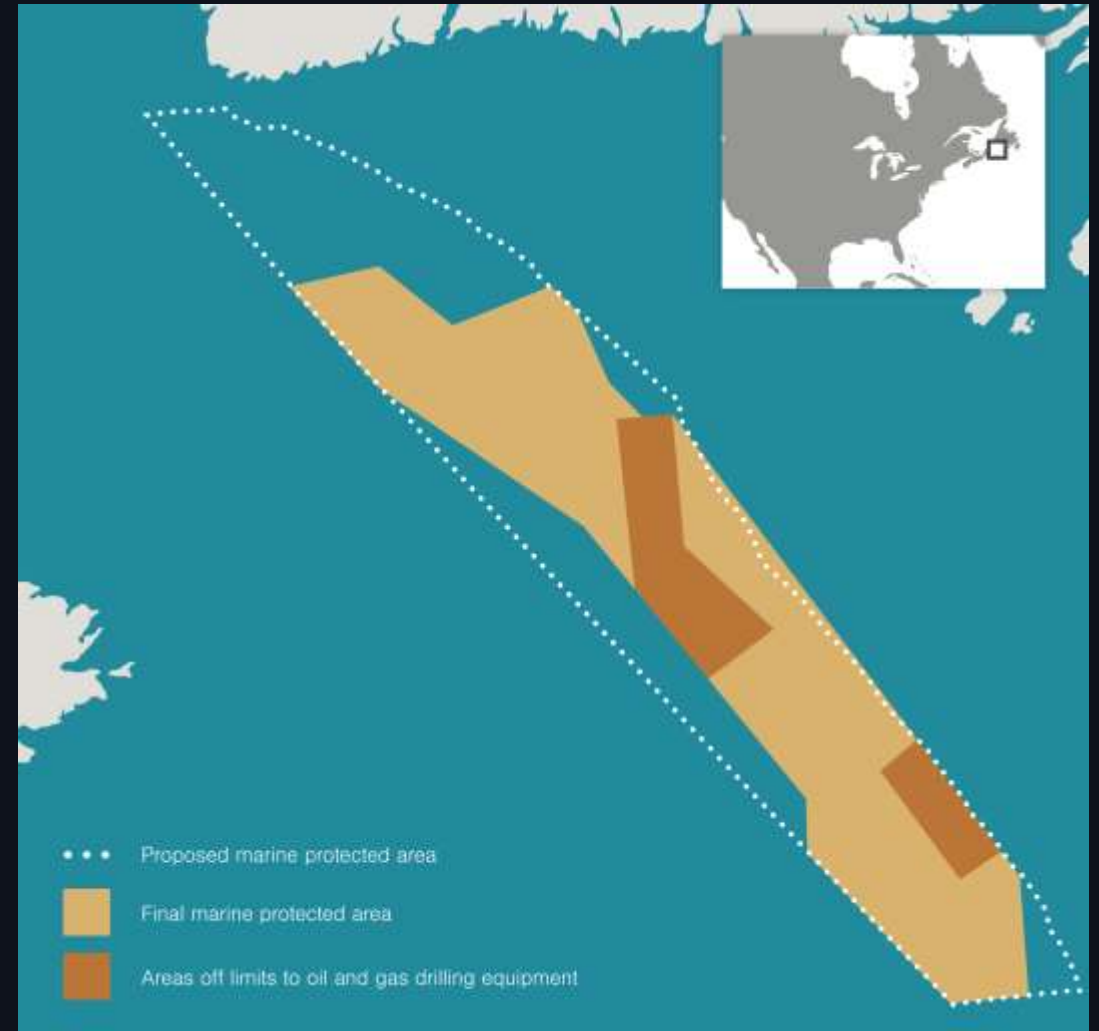 Proposed marine protected area
Final marine protected area
Areas off limits to oil and gas drilling equipment